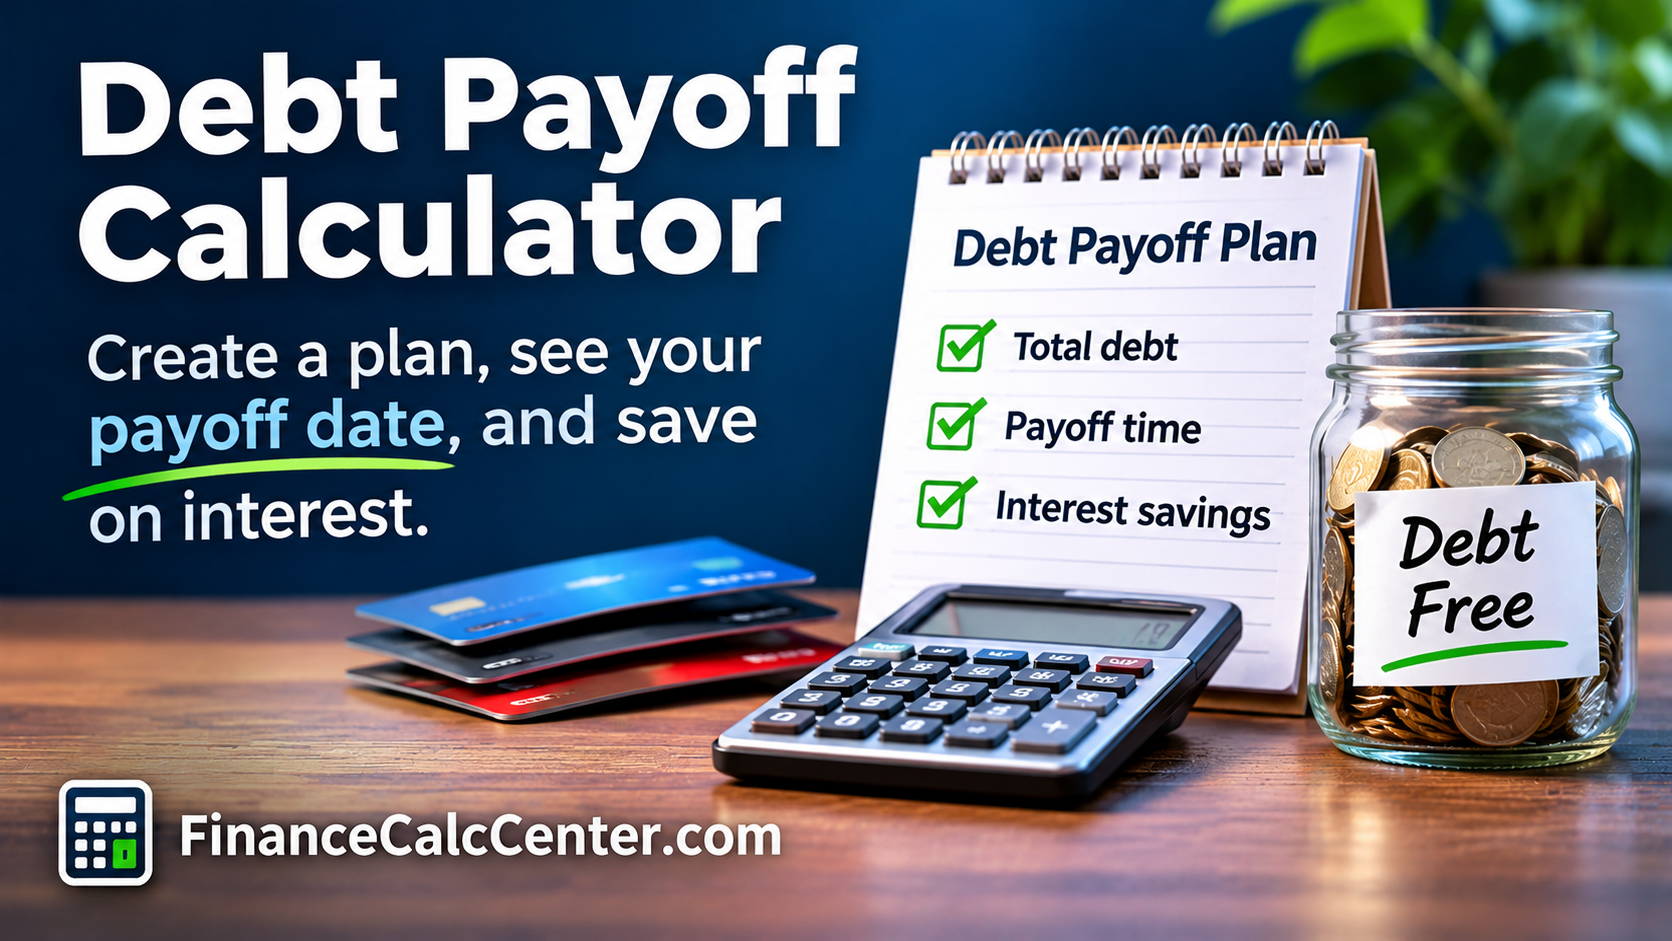 Debt Payoff
Calculator
Create a plan, see your
payoff date, and save
on interest.
Debt Payoff Plan
Total debt
Payoff time
Interest savings
Debt
Free
FinanceCalcCenter.com